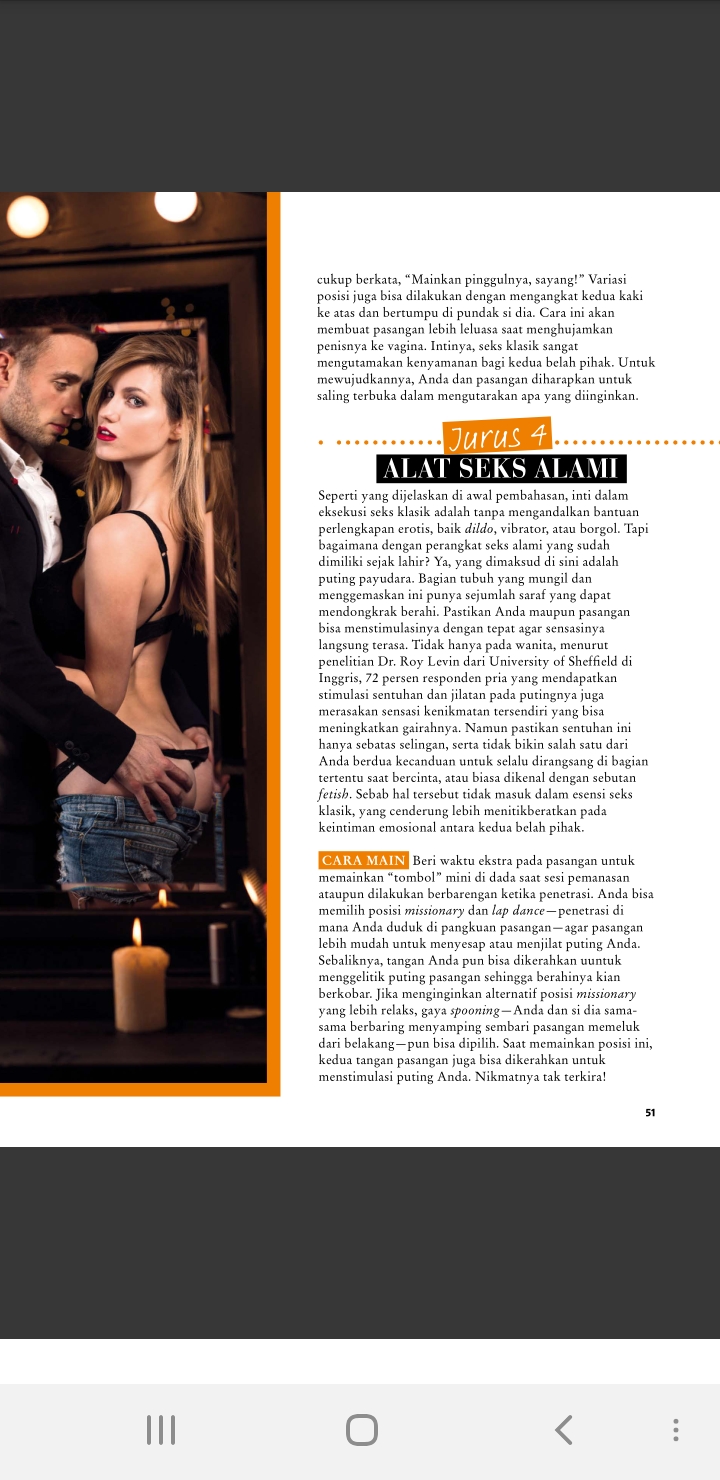 cukup berkata, “Mainkan pinggulnya, sayang!” Variasi
posisi juga bisa dilakukan dengan mengangkat kedua kaki
ke atas dan bertumpu di pundak si dia. Cara ini akan
membuat pasangan lebih leluasa saat menghujamkan
penisnya ke vagina. Intinya, seks klasik sangat
mengutamakan kenyamanan bagi kedua belah pihak. Untuk
mewujudkannya, Anda dan pasangan diharapkan untuk
saling terbuka dalam mengutarakan apa yang diinginkan.
Jurus 4
ALAT SEKS ALAMI
Seperti yang dijelaskan di awal pembahasan, inti dalam
eksekusi seks klasik adalah tanpa mengandalkan bantuan
perlengkapan erotis, baik dildo, vibrator, atau borgol. Tapi
bagaimana dengan perangkat seks alami yang sudah
dimiliki sejak lahir? Ya, yang dimaksud di sini adalah
puting payudara. Bagian tubuh yang mungil dan
menggemaskan ini punya sejumlah saraf yang dapat
mendongkrak berahi. Pastikan Anda maupun pasangan
bisa menstimulasinya dengan tepat agar sensasinya
langsung terasa. Tidak hanya pada wanita, menurut
penelitian Dr. Roy Levin dari University of Sheffield di
Inggris, 72 persen responden pria yang mendapatkan
stimulasi sentuhan dan jilatan pada putingnya juga
merasakan sensasi kenikmatan tersendiri yang bisa
meningkatkan gairahnya. Namun pastikan sentuhan ini
hanya sebatas selingan, serta tidak bikin salah satu dari
Anda berdua kecanduan untuk selalu dirangsang di bagian
tertentu saat bercinta, atau biasa dikenal dengan sebutan
fetish. Sebab hal tersebut tidak masuk dalam esensi seks
klasik, yang cenderung lebih menitikberatkan pada
keintiman emosional antara kedua belah pihak.
CARA MAIN Beri waktu ekstra pada pasangan untuk
memainkan “tombol” mini di dada saat sesi pemanasan
ataupun dilakukan berbarengan ketika penetrasi. Anda bisa
memilih posisi missionary dan lap dance—penetrasi di
mana Anda duduk di pangkuan pasangan—agar pasangan
lebih mudah untuk menyesap atau menjilat puting Anda.
Sebaliknya, tangan Anda pun bisa dikerahkan uuntuk
menggelitik puting pasangan sehingga berahinya kian
berkobar. Jika menginginkan alternatif posisi missionary
yang lebih relaks, gaya spooning—Anda dan si dia sama-
sama berbaring menyamping sembari pasangan memeluk
dari belakang—pun bisa dipilih. Saat memainkan posisi ini,
kedua tangan pasangan juga bisa dikerahkan untuk
menstimulasi puting Anda. Nikmatnya tak terkira!
51